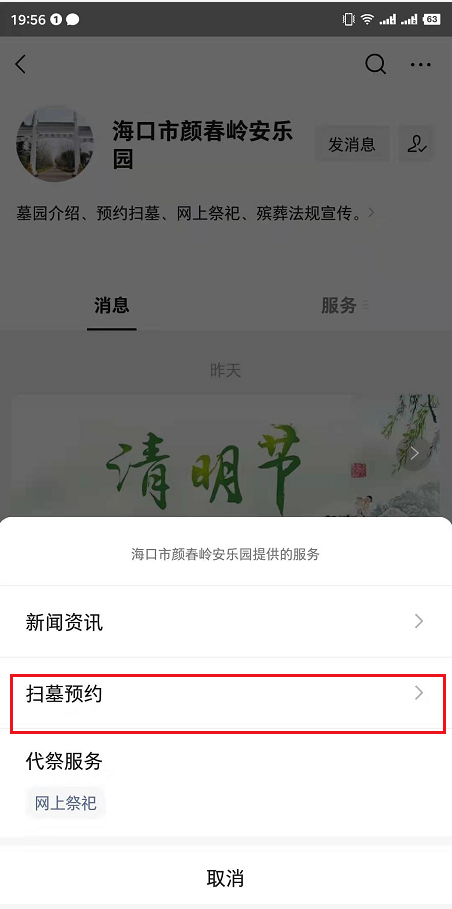 19:56
63
海口市颜春岭安乐
园
发消息
墓园介绍、预约扫墓、网上祭祀、殡葬法规宣传。
消息
服务
昨天
清明节
海口市颜春岭安乐园提供的服务
新闻资讯
扫墓预约
代祭服务
网上祭祀
取消